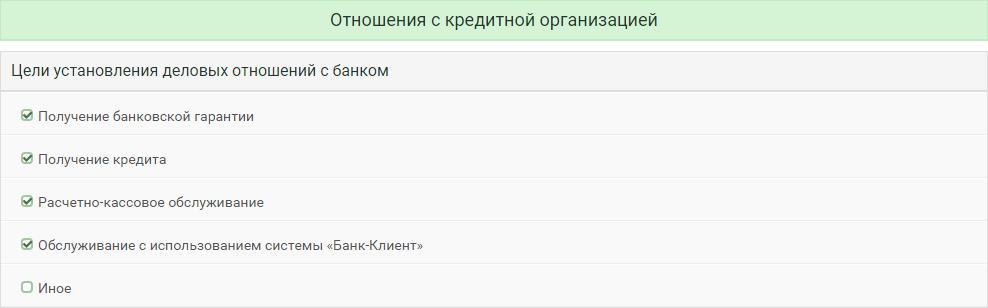 Отношения с кредитной организацией
Цели установления деловых отношений с банком
Получение банковской гарантии
Получение кредита
Расчетно-кассовое обслуживание
Обслуживание с использованием системы «Банк-Клиент»
Иное